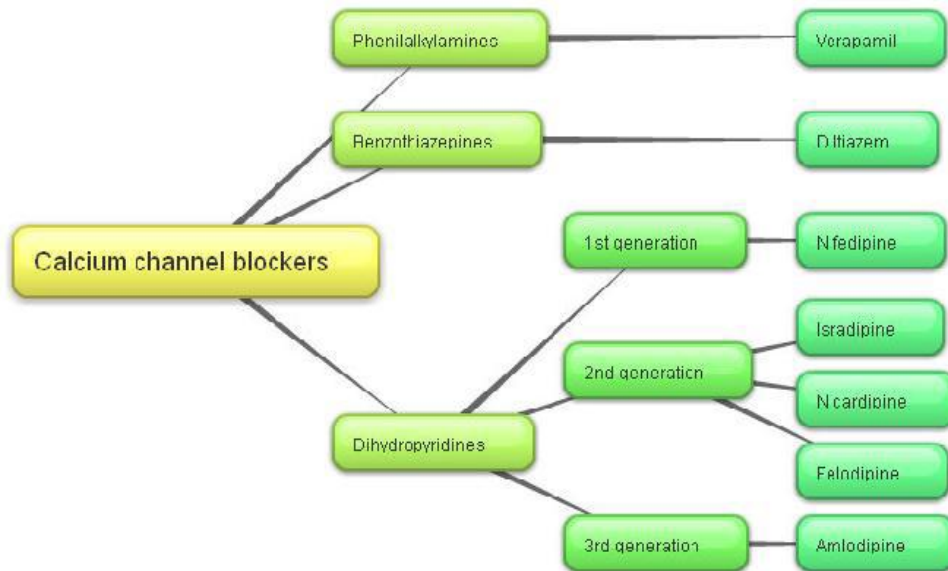 Phenilalkylamines
Verapamil
Benzothiazepines
Diltiazem
Calcium channel blockers
1st generation
Nifedipine
Isradipine
2nd generation
Nicardipine
Dihydropyridines
Felodipine
3rd generation
Amlodipine